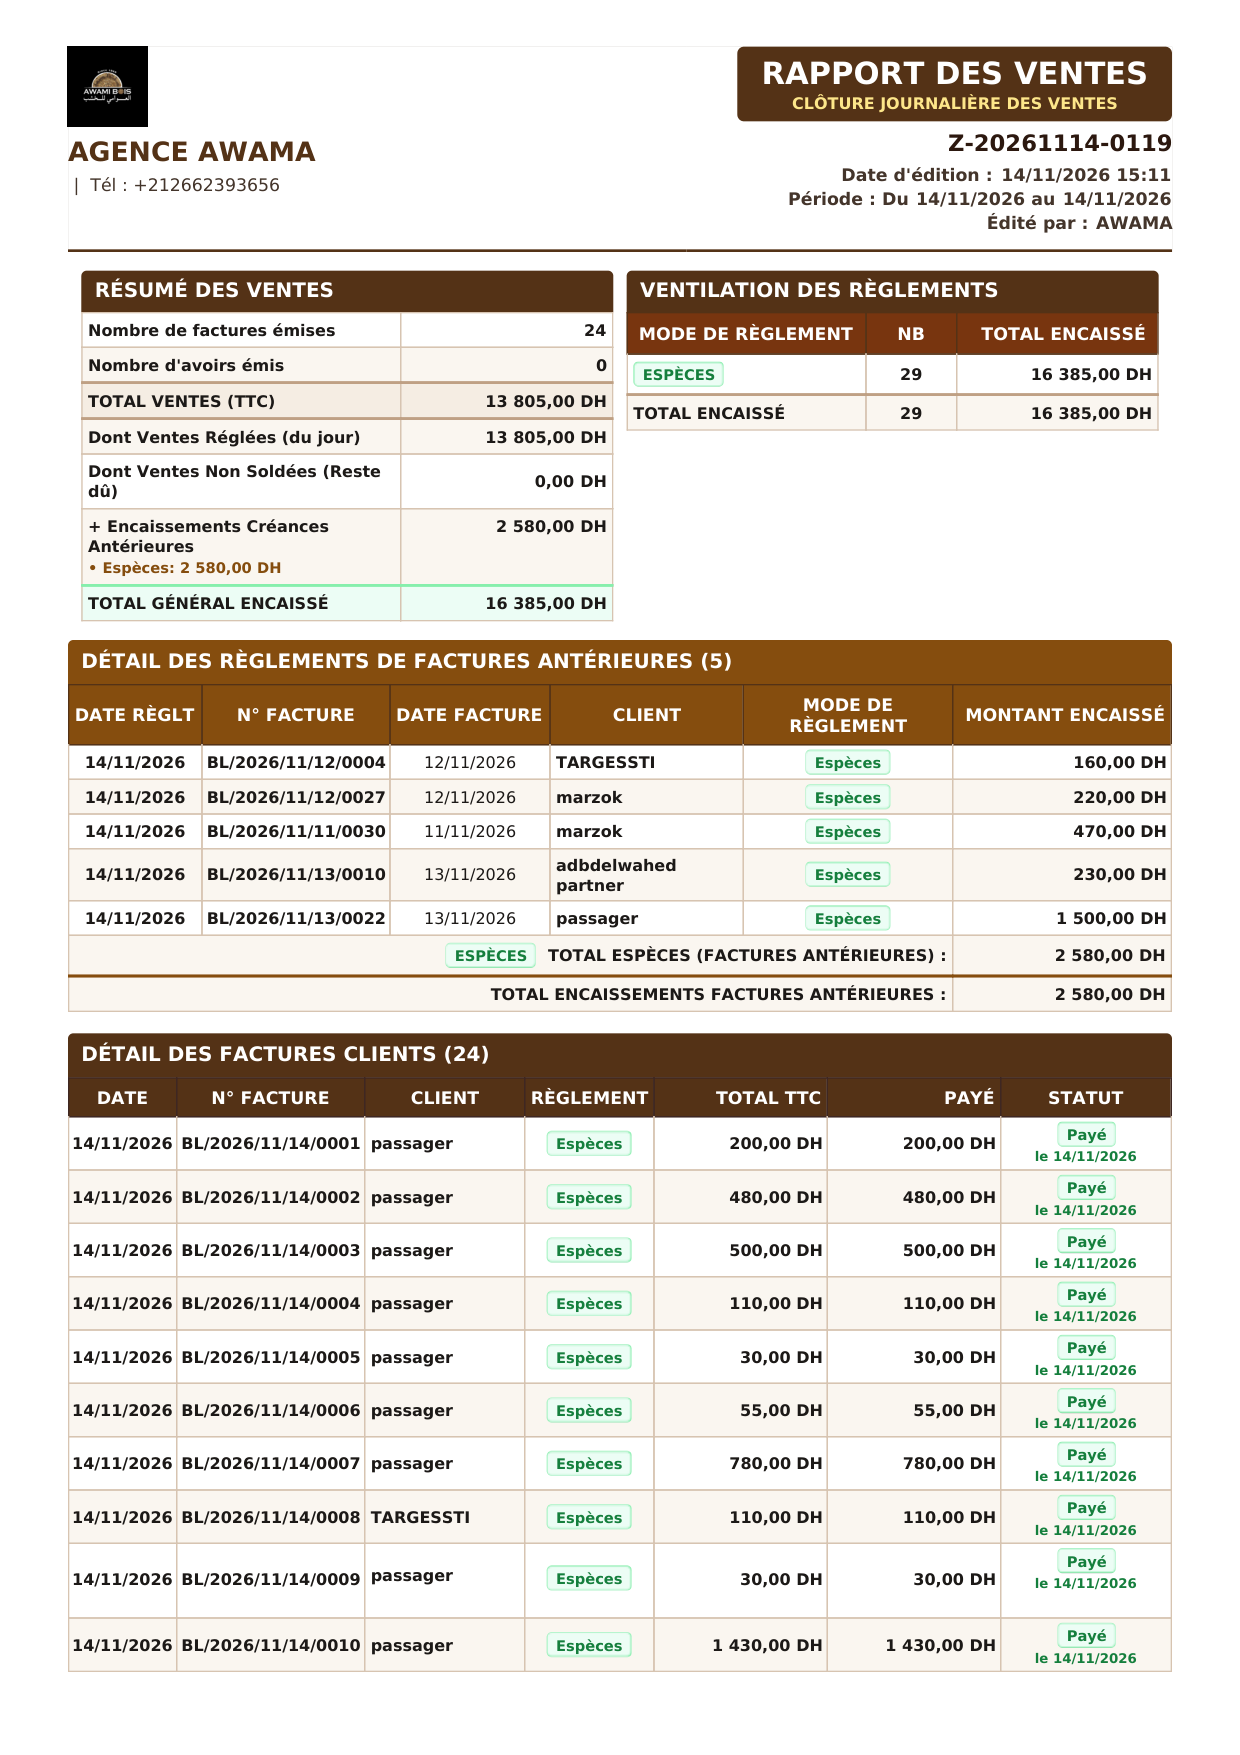 AWAMI BOIS
العوامي للخشب
AGENCE AWAMA
| Tél : +212662393656
RAPPORT DES VENTES
CLÔTURE JOURNALIÈRE DES VENTES
Z-20261114-0119
Date d'édition : 14/11/2026 15:11
Période : Du 14/11/2026 au 14/11/2026
Édité par : AWAMA
RÉSUMÉ DES VENTES
Nombre de factures émises 24
Nombre d'avoirs émis 0
TOTAL VENTES (TTC) 13 805,00 DH
Dont Ventes Réglées (du jour) 13 805,00 DH
Dont Ventes Non Soldées (Reste
dû) 0,00 DH
+ Encaissements Créances
Antérieures 2 580,00 DH
• Espèces: 2 580,00 DH
TOTAL GÉNÉRAL ENCAISSÉ 16 385,00 DH
VENTILATION DES RÈGLEMENTS
MODE DE RÈGLEMENT NB TOTAL ENCAISSÉ
ESPÈCES 29 16 385,00 DH
TOTAL ENCAISSÉ 29 16 385,00 DH
DÉTAIL DES RÈGLEMENTS DE FACTURES ANTÉRIEURES (5)
DATE RÈGLT N° FACTURE DATE FACTURE CLIENT MODE DE RÈGLEMENT MONTANT ENCAISSÉ
14/11/2026 BL/2026/11/12/0004 12/11/2026 TARGESSTI Espèces 160,00 DH
14/11/2026 BL/2026/11/12/0027 12/11/2026 marzok Espèces 220,00 DH
14/11/2026 BL/2026/11/11/0030 11/11/2026 marzok Espèces 470,00 DH
14/11/2026 BL/2026/11/13/0010 13/11/2026 adbdelwahed partner Espèces 230,00 DH
14/11/2026 BL/2026/11/13/0022 13/11/2026 passager Espèces 1 500,00 DH
ESPÈCES TOTAL ESPÈCES (FACTURES ANTÉRIEURES) : 2 580,00 DH
TOTAL ENCAISSEMENTS FACTURES ANTÉRIEURES : 2 580,00 DH
DÉTAIL DES FACTURES CLIENTS (24)
DATE N° FACTURE CLIENT RÈGLEMENT TOTAL TTC PAYÉ STATUT
14/11/2026 BL/2026/11/14/0001 passager Espèces 200,00 DH 200,00 DH Payé
le 14/11/2026
14/11/2026 BL/2026/11/14/0002 passager Espèces 480,00 DH 480,00 DH Payé
le 14/11/2026
14/11/2026 BL/2026/11/14/0003 passager Espèces 500,00 DH 500,00 DH Payé
le 14/11/2026
14/11/2026 BL/2026/11/14/0004 passager Espèces 110,00 DH 110,00 DH Payé
le 14/11/2026
14/11/2026 BL/2026/11/14/0005 passager Espèces 30,00 DH 30,00 DH Payé
le 14/11/2026
14/11/2026 BL/2026/11/14/0006 passager Espèces 55,00 DH 55,00 DH Payé
le 14/11/2026
14/11/2026 BL/2026/11/14/0007 passager Espèces 780,00 DH 780,00 DH Payé
le 14/11/2026
14/11/2026 BL/2026/11/14/0008 TARGESSTI Espèces 110,00 DH 110,00 DH Payé
le 14/11/2026
14/11/2026 BL/2026/11/14/0009 passager Espèces 30,00 DH 30,00 DH Payé
le 14/11/2026
14/11/2026 BL/2026/11/14/0010 passager Espèces 1 430,00 DH 1 430,00 DH Payé
le 14/11/2026